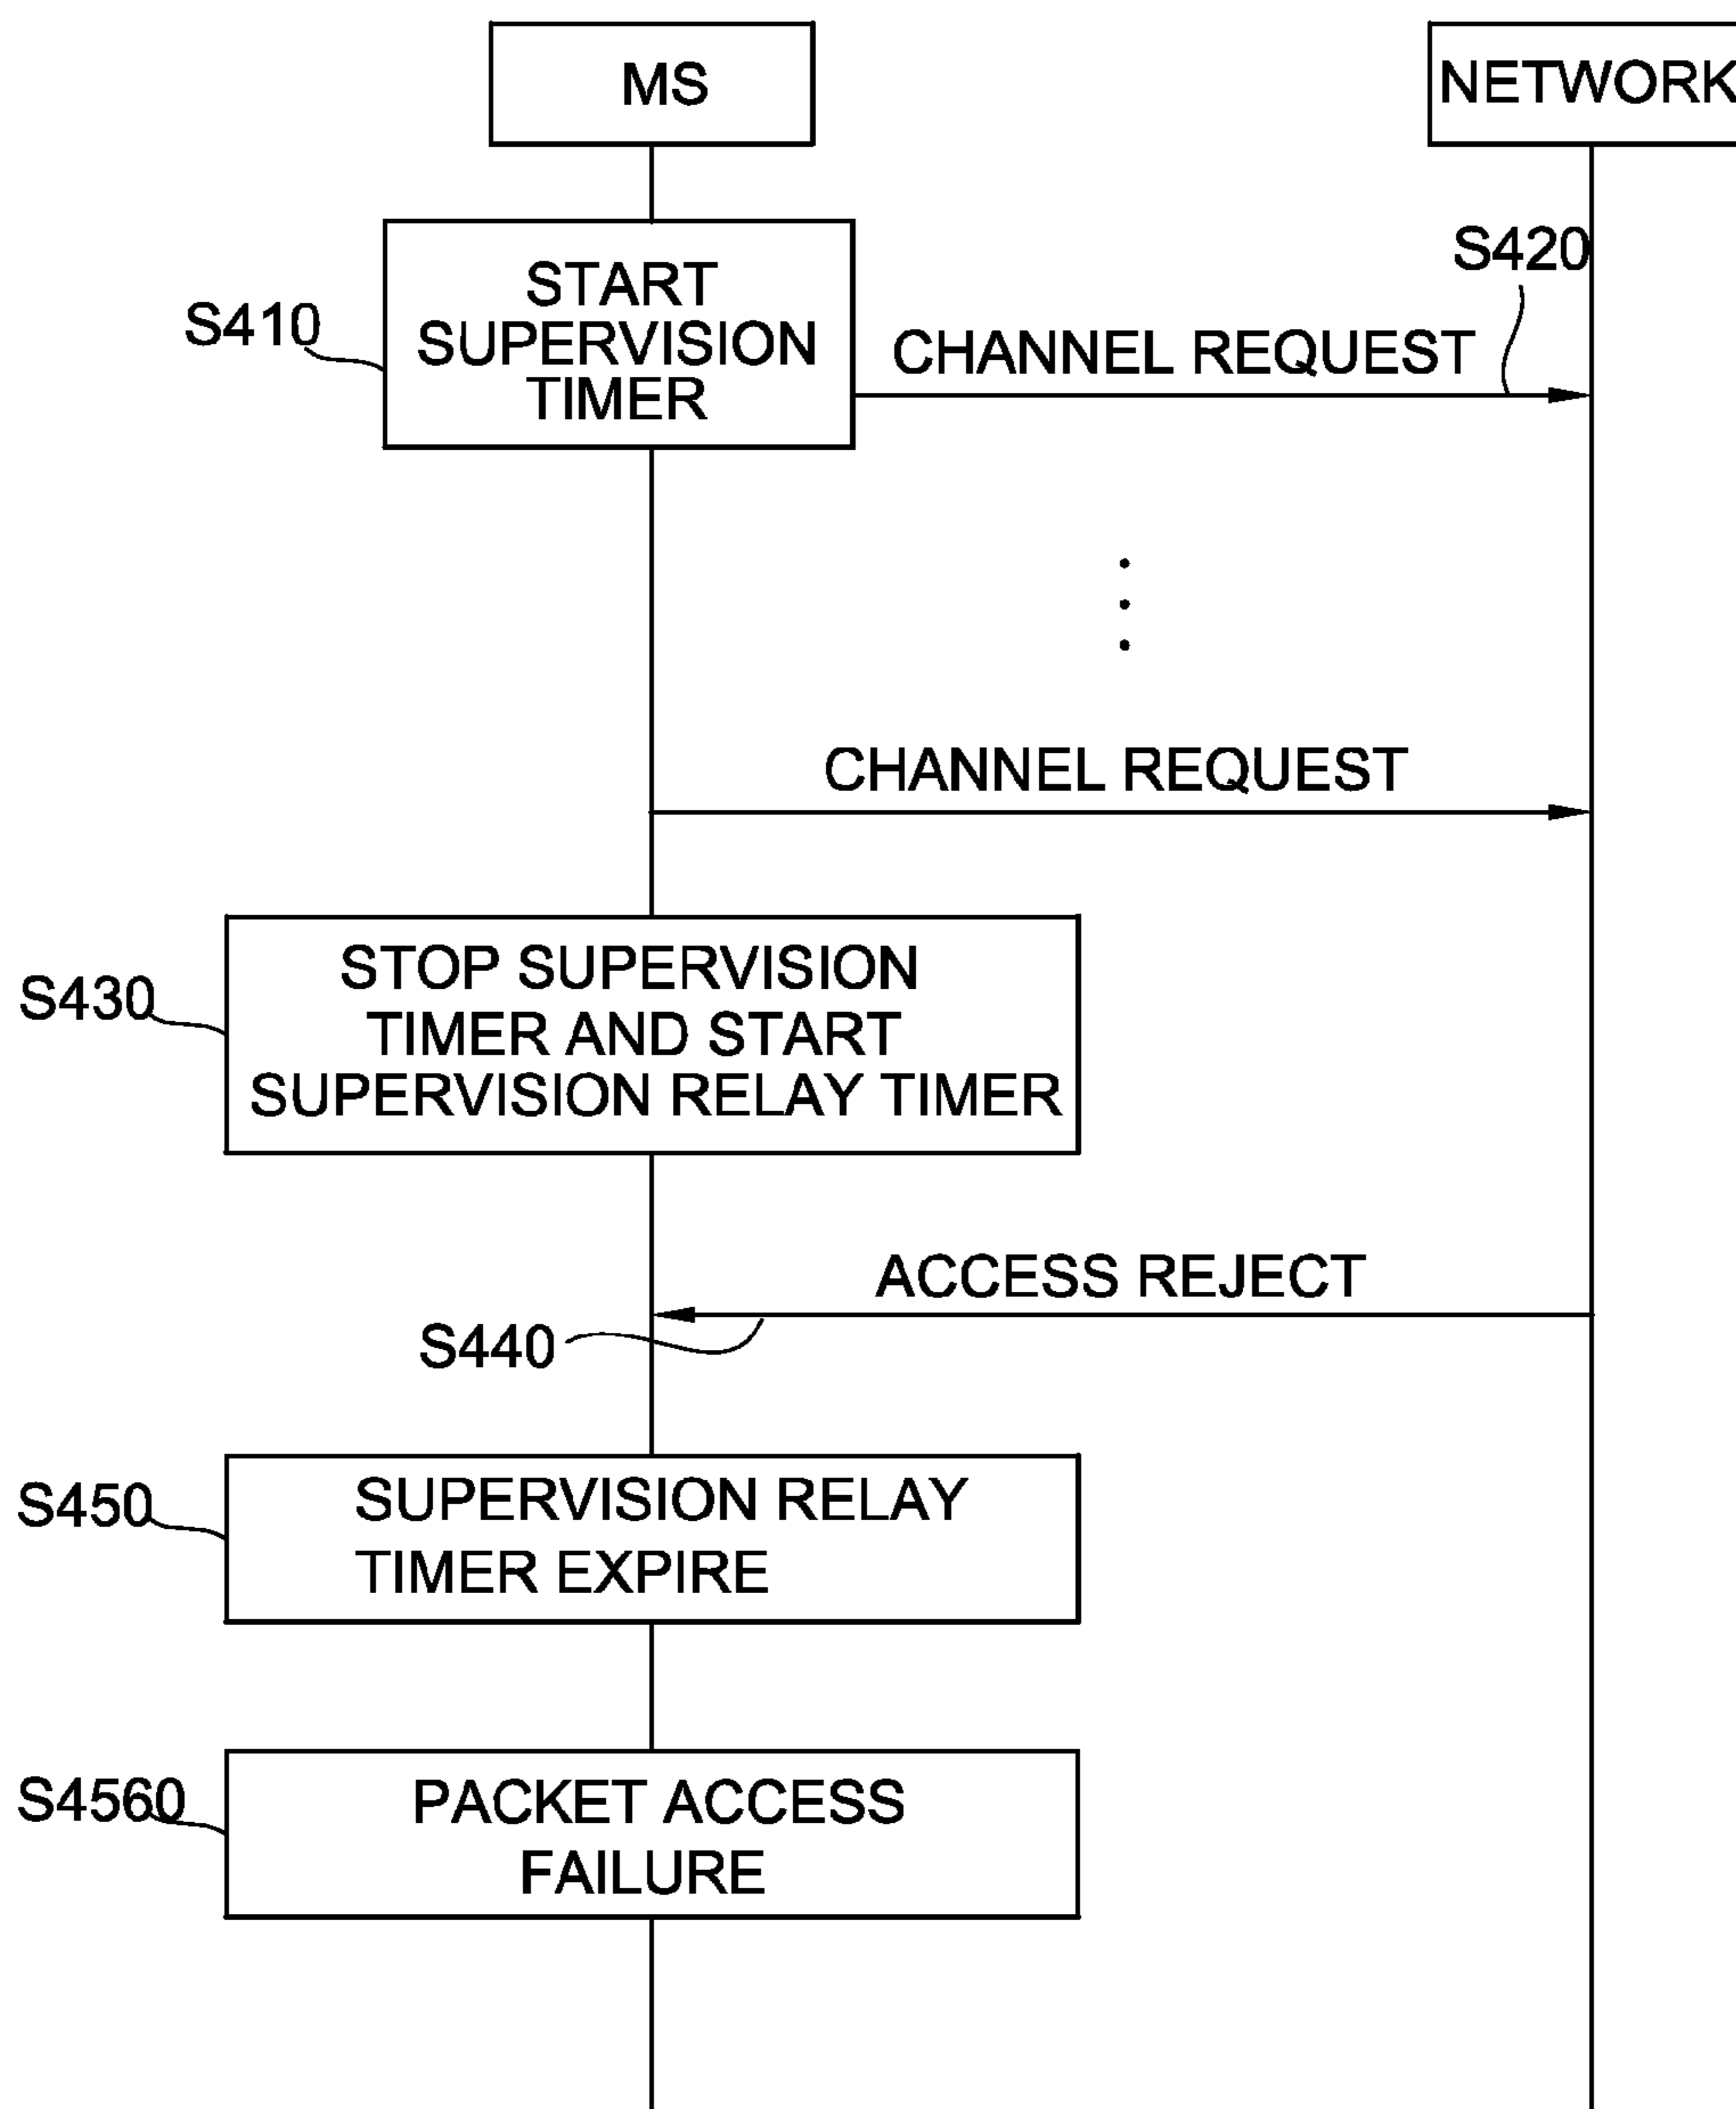 MS
NETWORK
S410
START
SUPERVISION
TIMER
S420
CHANNEL REQUEST
CHANNEL REQUEST
S430
STOP SUPERVISION
TIMER AND START
SUPERVISION RELAY TIMER
ACCESS REJECT
S440
S450
SUPERVISION RELAY
TIMER EXPIRE
S4560
PACKET ACCESS
FAILURE